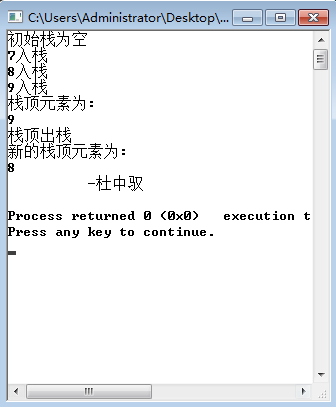 C:\Users\Administrator\Desktop\...
初始栈为空
7入栈
8入栈
9入栈
栈顶元素为:
9
栈顶出栈
新的栈顶元素为:
8
-杜中驭
Process returned 0 (0x0)   execution t
Press any key to continue.